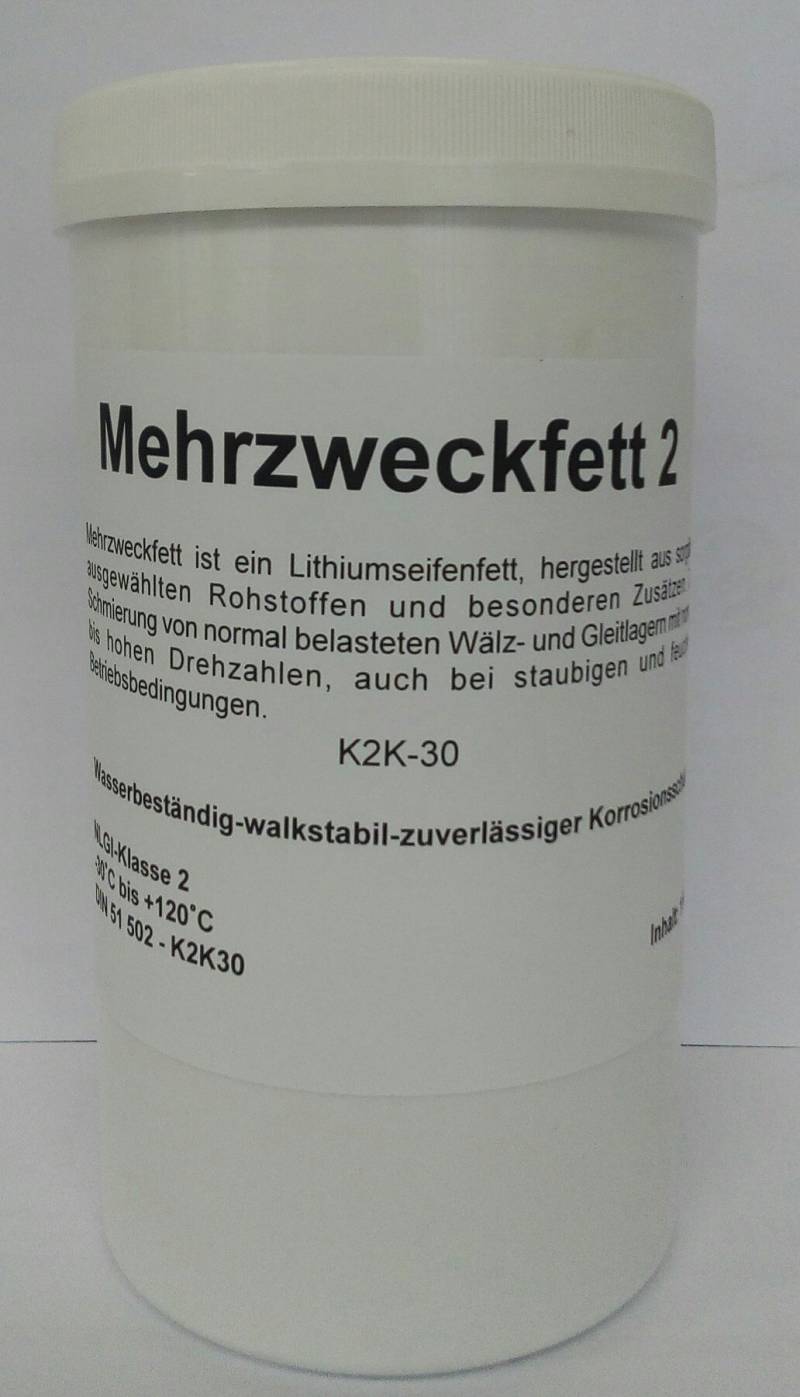 Mehrzweckfett 2
Mehrzweckfett ist ein Lithiumseifenfett, hergestellt aus
ausgewählten Rohstoffen und besonderen Zusätzen
Schmierung von normal belasteten Wälz- und Gleitlagern mit
bis hohen Drehzahlen, auch bei staubigen und
Betriebsbedingungen.
K2K-30
Wasserbeständig-walkstabil-zuverlässiger
NLGI-Klasse 2
-30°C bis +120°C
DIN 51 502 - K2K30
Inhalt: